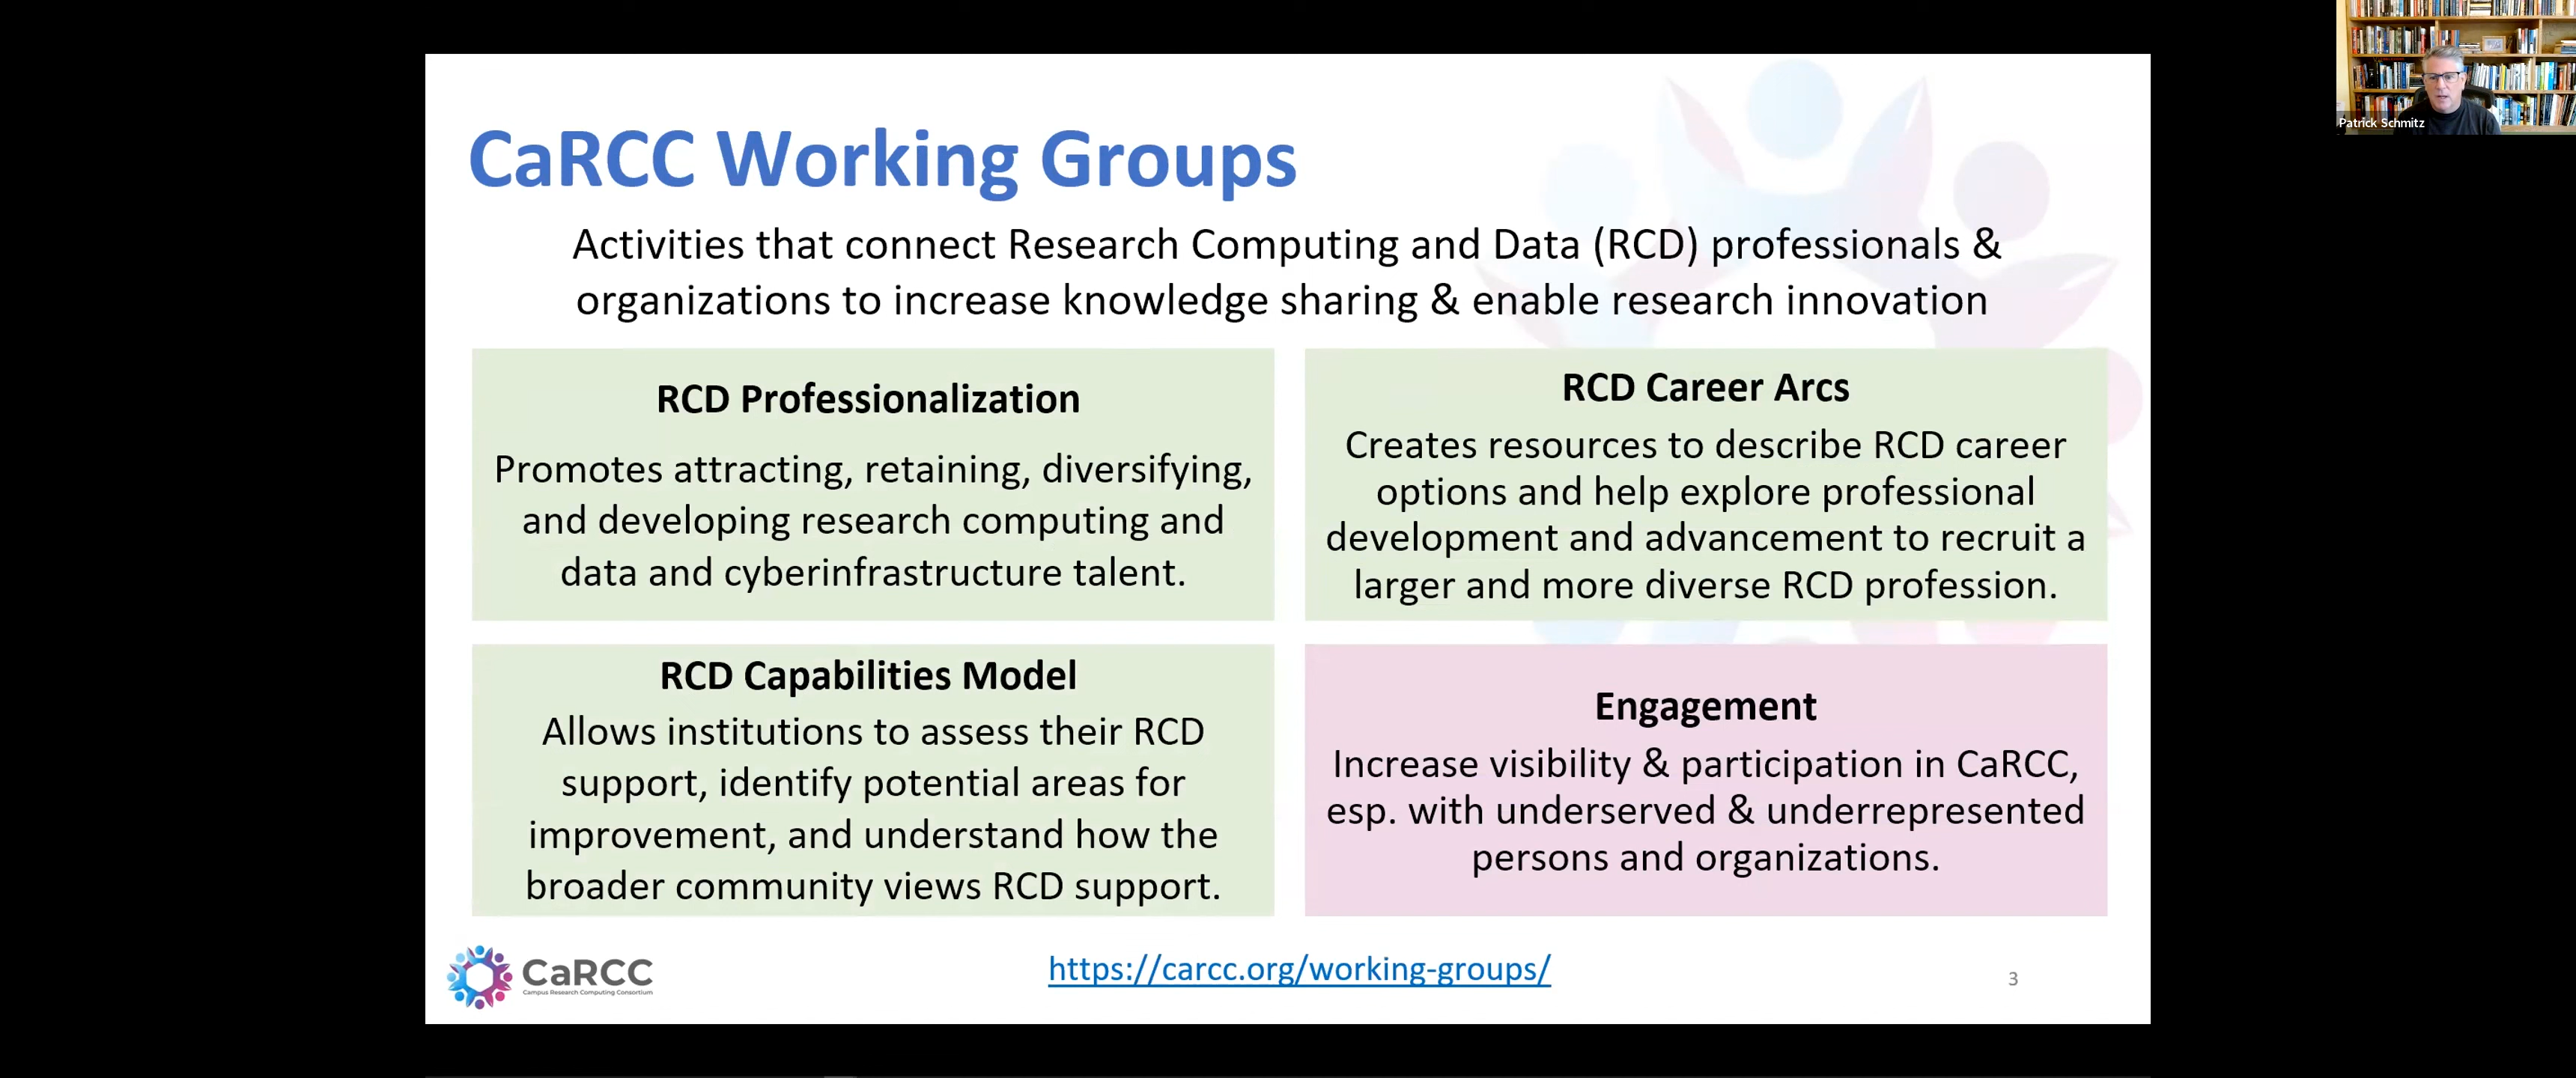 Patrick Schmitz
CaRCC Working Groups
Activities that connect Research Computing and Data (RCD) professionals &
organizations to increase knowledge sharing & enable research innovation
RCD Professionalization
Promotes attracting, retaining, diversifying,
and developing research computing and
data and cyberinfrastructure talent.
RCD Career Arcs
Creates resources to describe RCD career
options and help explore professional
development and advancement to recruit a
larger and more diverse RCD profession.
RCD Capabilities Model
Allows institutions to assess their RCD
support, identify potential areas for
improvement, and understand how the
broader community views RCD support.
Engagement
Increase visibility & participation in CaRCC,
esp. with underserved & underrepresented
persons and organizations.
CaRCC
Campus Research Computing Consortium
https://carcc.org/working-groups/
3